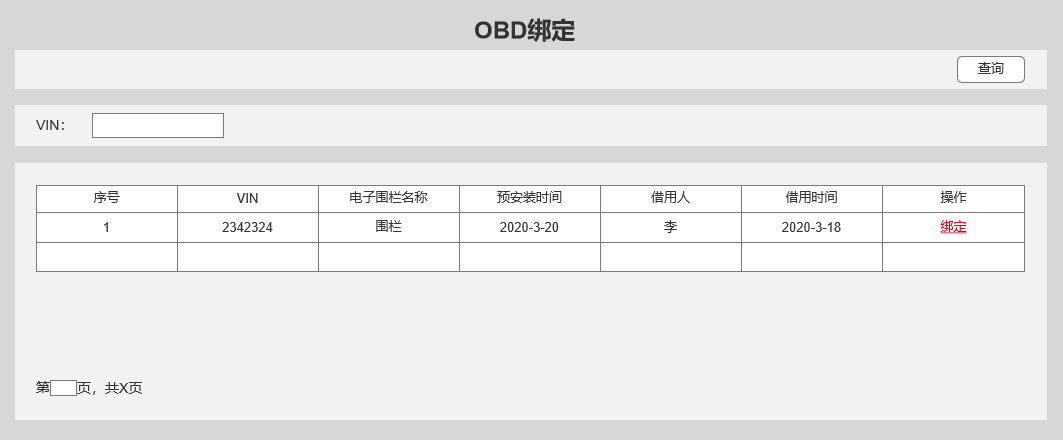 OBD绑定
查询
VIN：
序号 VIN 电子围栏名称 预安装时间 借用人 借用时间 操作
1 2342324 围栏 2020-3-20 李 2020-3-18 绑定
第 页，共X页